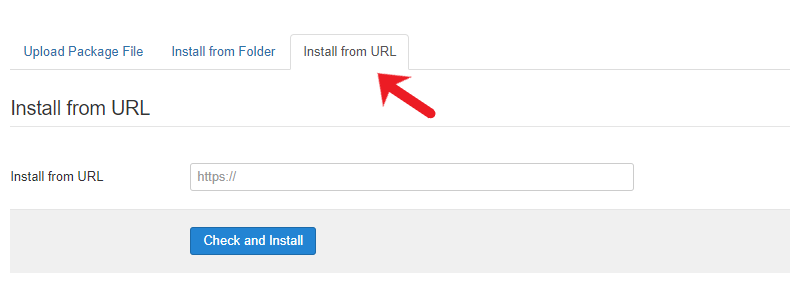 Upload Package File Install from Folder Install from URL
Install from URL
Install from URL https://
Check and Install